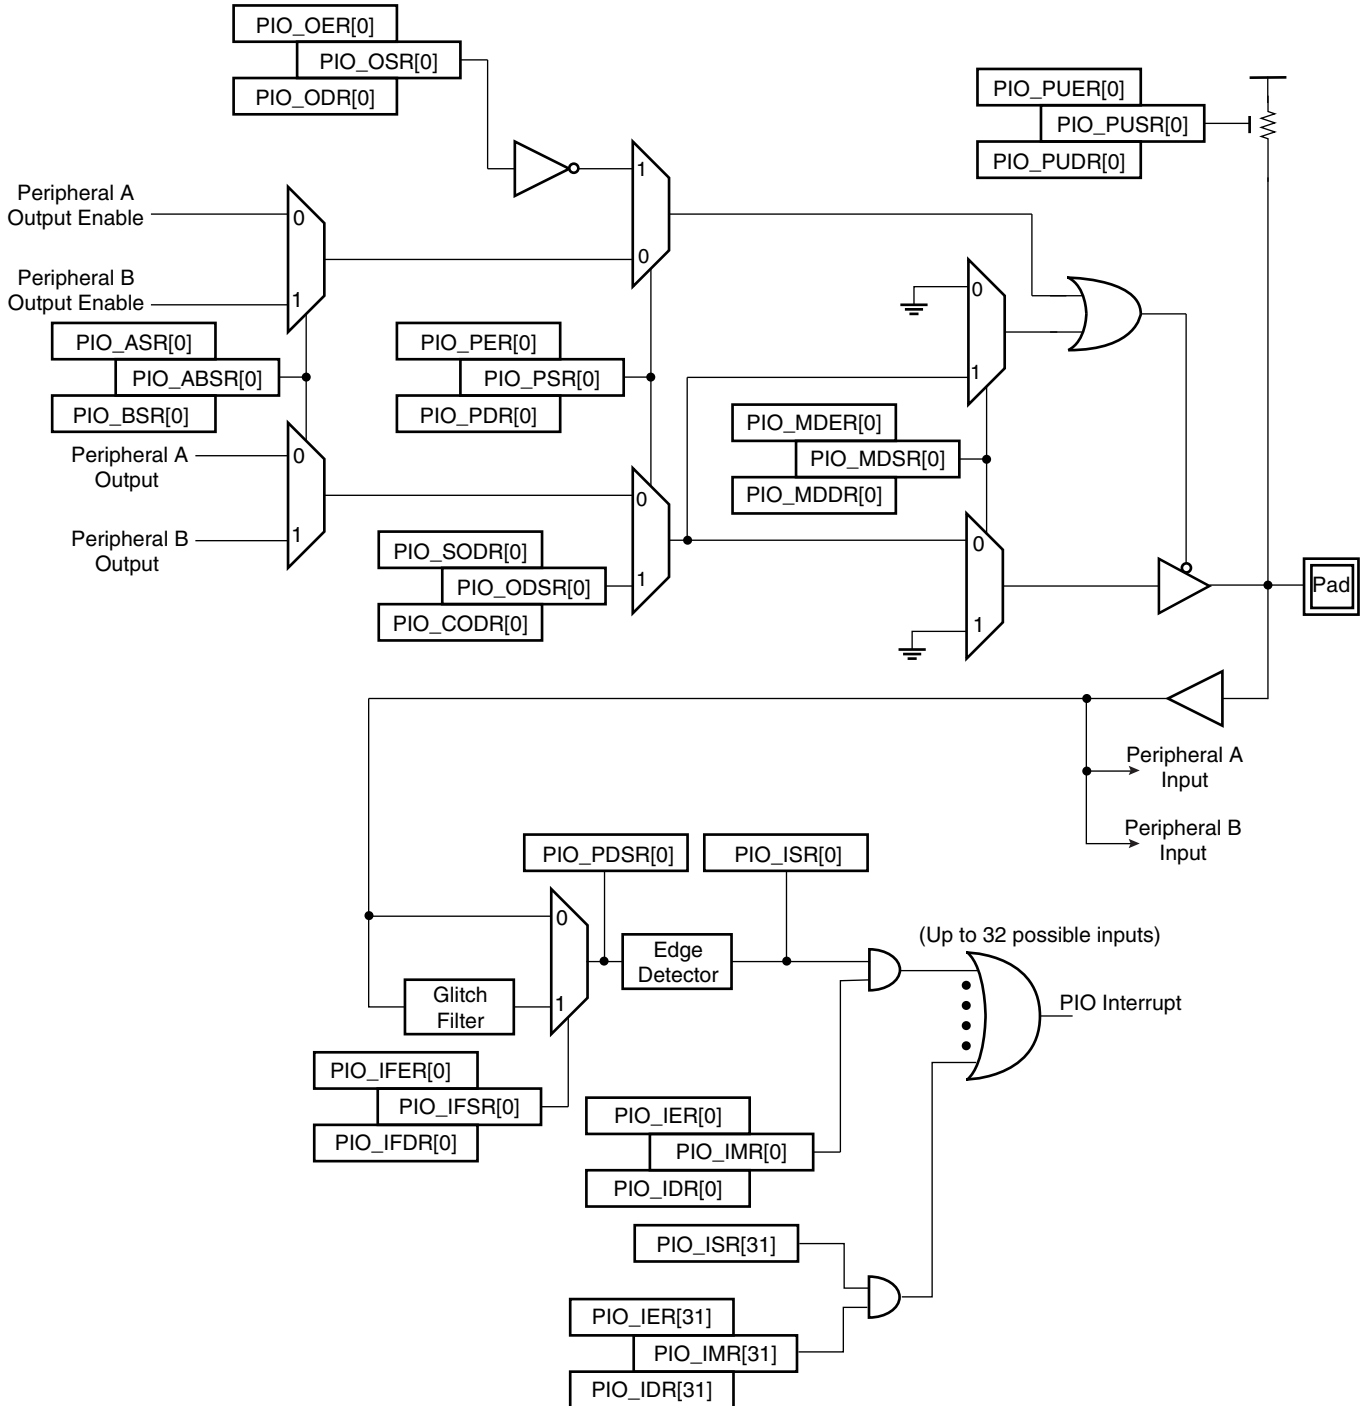 PIO_OER[0]
PIO_OSR[0]
PIO_ODR[0]
PIO_PUER[0]
PIO_PUSR[0]
PIO_PUDR[0]
1
Peripheral A
Output Enable
0
0
Peripheral B
Output Enable
1
0
PIO_ASR[0]
PIO_ABSR[0]
PIO_BSR[0]
PIO_PER[0]
PIO_PSR[0]
PIO_PDR[0]
1
PIO_MDER[0]
PIO_MDSR[0]
PIO_MDDR[0]
Peripheral A
Output
0
0
Peripheral B
Output
1
PIO_SODR[0]
PIO_ODSR[0]
PIO_CODR[0]
1
0
1
Pad
Peripheral A
Input
Peripheral B
Input
PIO_PDSR[0]
PIO_ISR[0]
0
1
Glitch
Filter
Edge
Detector
(Up to 32 possible inputs)
PIO Interrupt
PIO_IFER[0]
PIO_IFSR[0]
PIO_IFDR[0]
PIO_IER[0]
PIO_IMR[0]
PIO_IDR[0]
PIO_ISR[31]
PIO_IER[31]
PIO_IMR[31]
PIO_IDR[31]